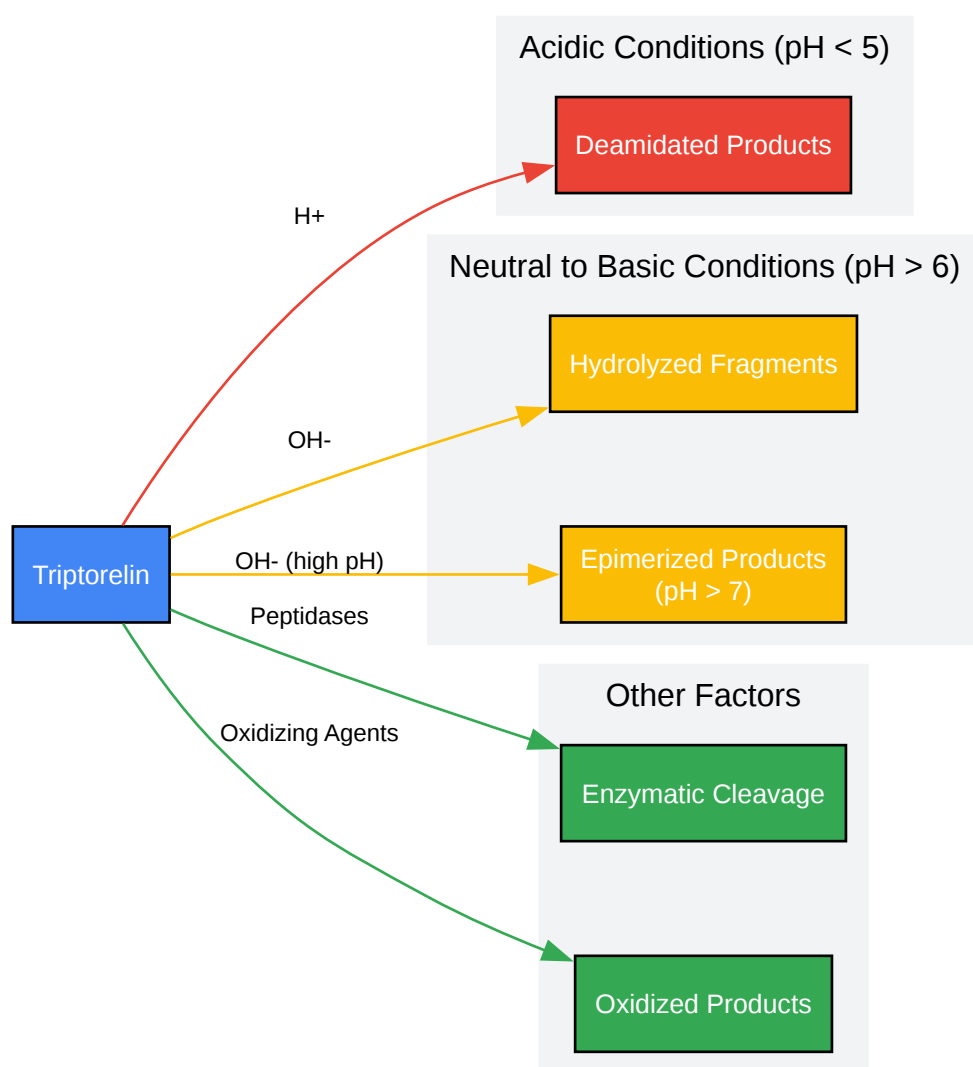 Acidic Conditions (pH < 5)
Deamidated Products
H+
Neutral to Basic Conditions (pH > 6)
Hydrolyzed Fragments
OH-
Triptorelin
OH- (high pH)
Epimerized Products
(pH > 7)
Peptidases
Other Factors
Oxidizing Agents
Enzymatic Cleavage
Oxidized Products